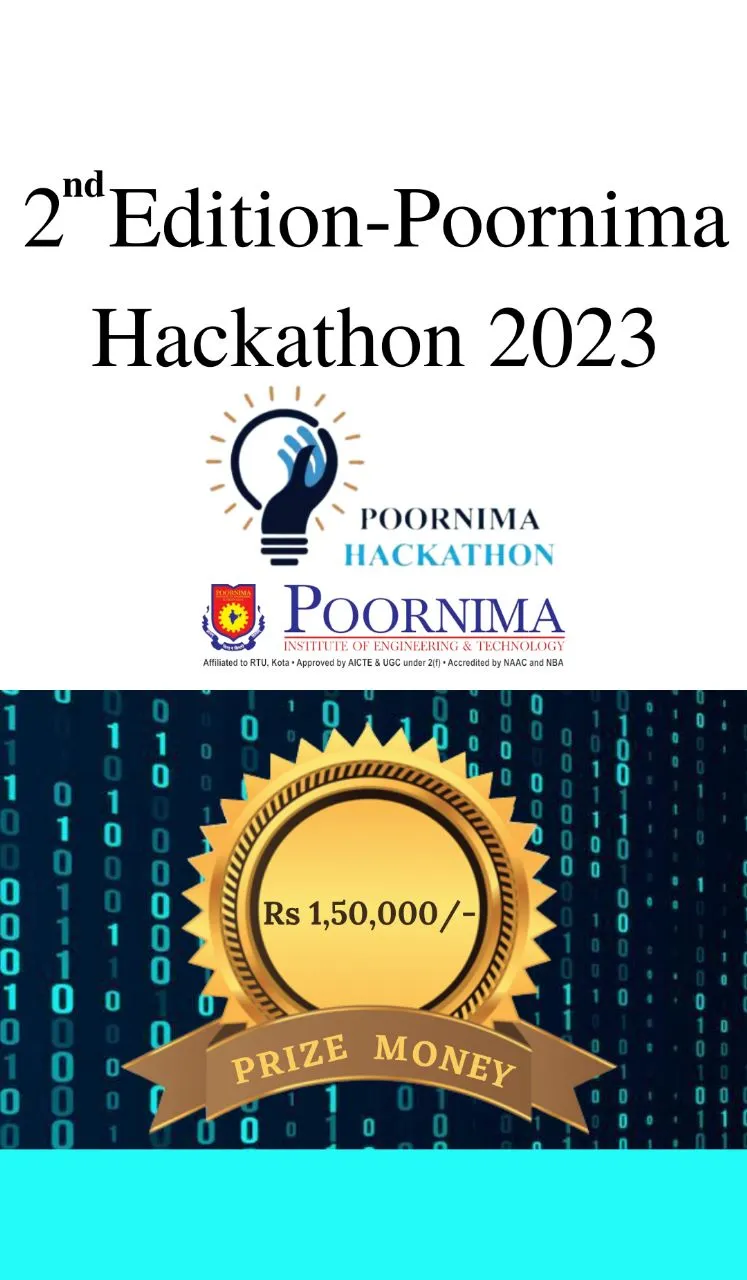 2nd Edition-Poornima
Hackathon 2023
POORNIMA
HACKATHON
POORNIMA
INSTITUTE OF ENGINEERING & TECHNOLOGY
Affiliated to RTU, Kota • Approved by AICTE & UGC under 2(f) • Accredited by NAAC and NBA
Rs 1,50,000/-
PRIZE MONEY